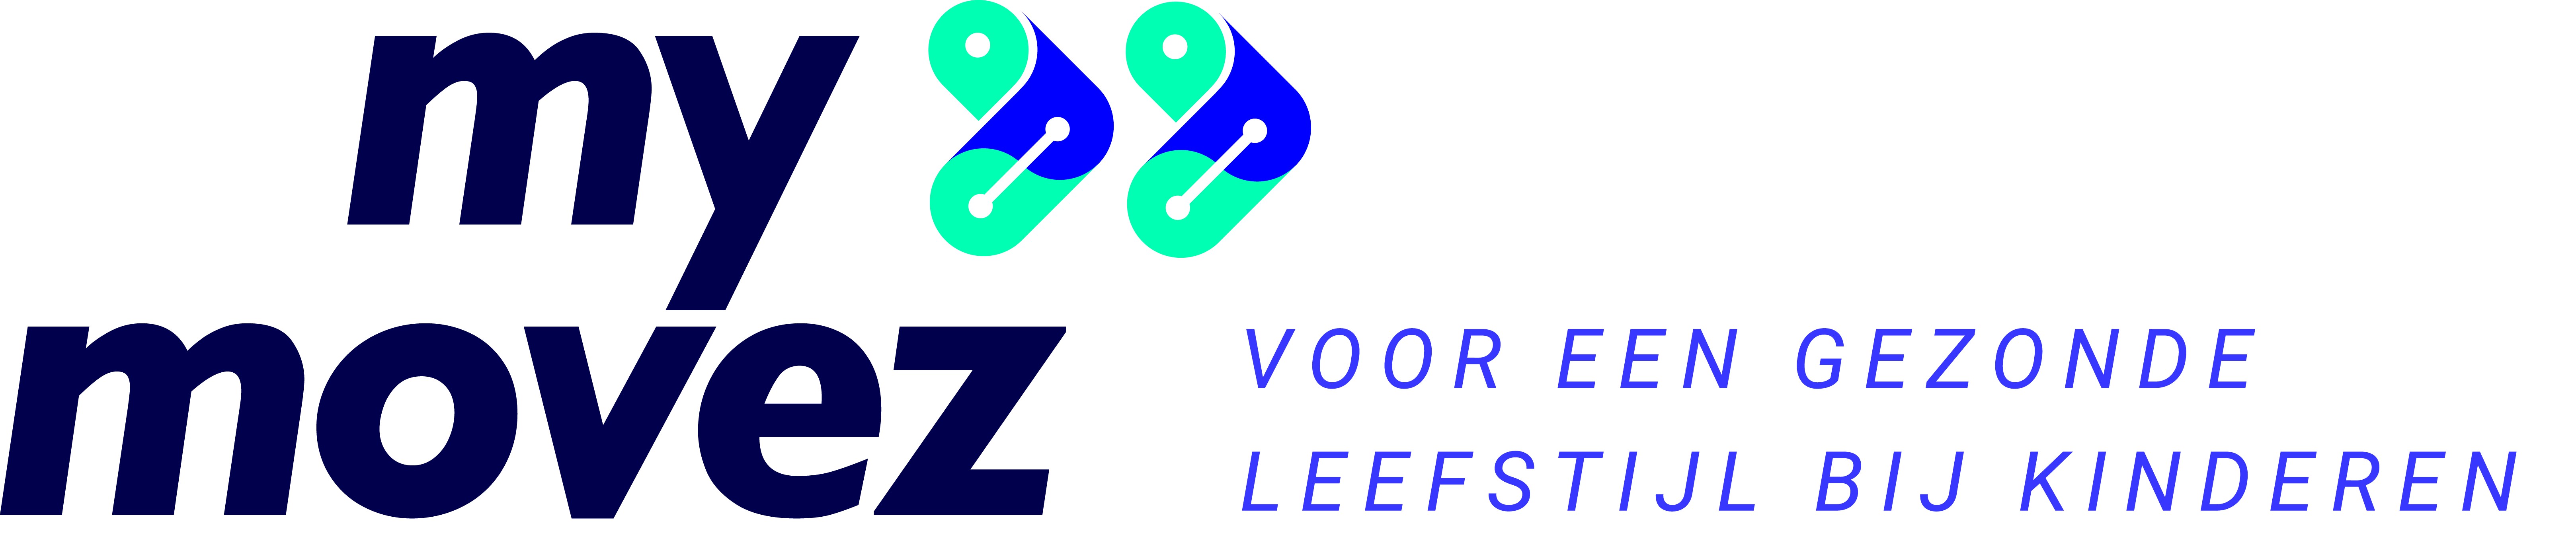 my
movez
VOOR EEN GEZONDE
LEEFSTIJL BIJ KINDEREN